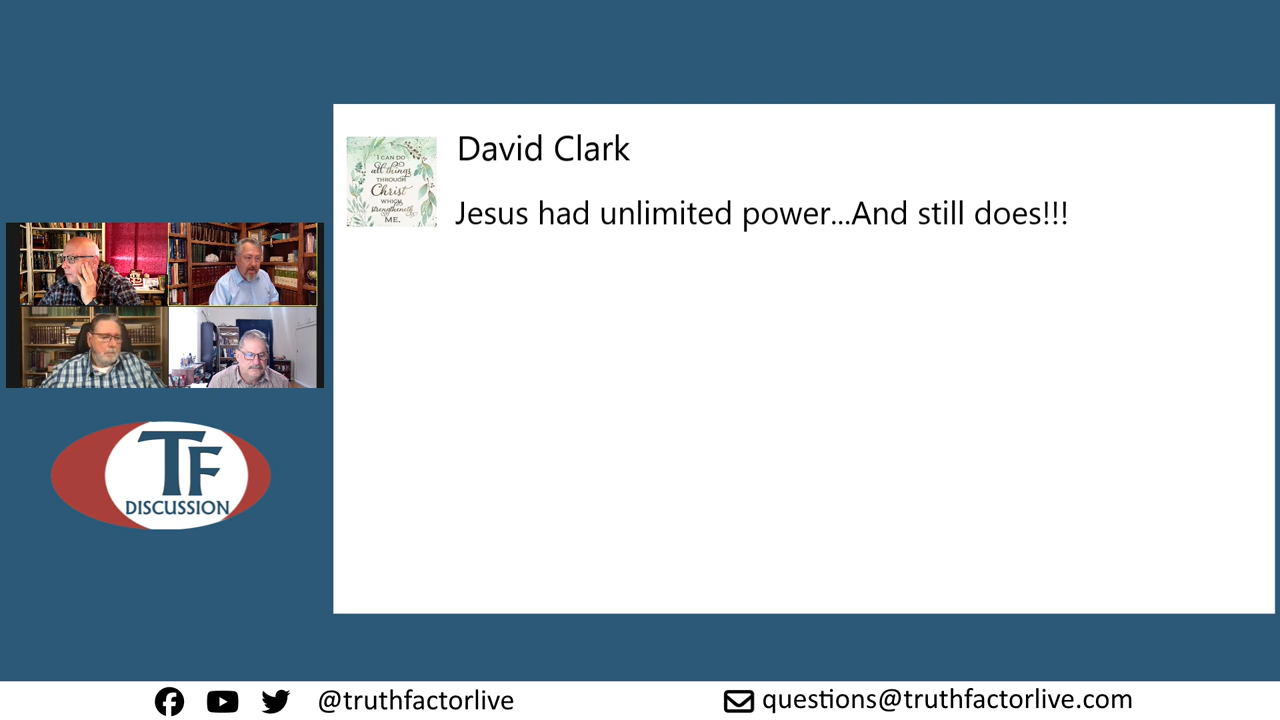 David Clark
I CAN DO
all things
THROUGH
Christ
WHICH
strengtheneth
ME.
Jesus had unlimited power...And still does!!!
TF
DISCUSSION
@truthfactorlive
questions@truthfactorlive.com